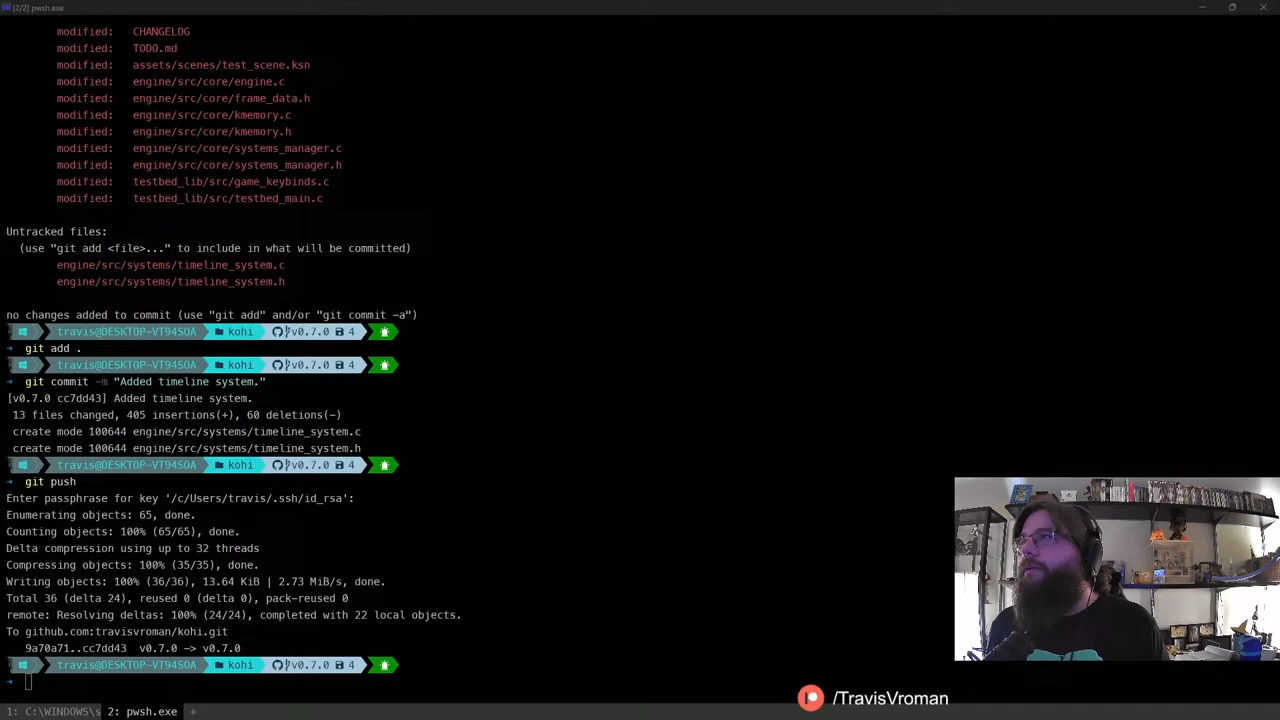 [2/2] pwsh.exe
modified: CHANGELOG
modified: TODO.md
modified: assets/scenes/test_scene.ksn
modified: engine/src/core/engine.c
modified: engine/src/core/frame_data.h
modified: engine/src/core/kmemory.c
modified: engine/src/core/kmemory.h
modified: engine/src/core/systems_manager.c
modified: engine/src/core/systems_manager.h
modified: testbed_lib/src/game_keybinds.c
modified: testbed_lib/src/testbed_main.c
Untracked files:
(use "git add <file>..." to include in what will be committed)
engine/src/systems/timeline_system.c
engine/src/systems/timeline_system.h
no changes added to commit (use "git add" and/or "git commit -a")
travis@DESKTOP-VT94SOA kohi v0.7.0 4
git add .
travis@DESKTOP-VT94SOA kohi v0.7.0 4
git commit -m "Added timeline system."
[v0.7.0 cc7dd43] Added timeline system.
13 files changed, 405 insertions(+), 60 deletions(-)
create mode 100644 engine/src/systems/timeline_system.c
create mode 100644 engine/src/systems/timeline_system.h
travis@DESKTOP-VT94SOA kohi v0.7.0 4
git push
Enter passphrase for key '/c/Users/travis/.ssh/id_rsa':
Enumerating objects: 65, done.
Counting objects: 100% (65/65), done.
Delta compression using up to 32 threads
Compressing objects: 100% (35/35), done.
Writing objects: 100% (36/36), 13.64 KiB | 2.73 MiB/s, done.
Total 36 (delta 24), reused 0 (delta 0), pack-reused 0
remote: Resolving deltas: 100% (24/24), completed with 22 local objects.
To github.com:travisvroman/kohi.git
9a70a71..cc7dd43 v0.7.0 -> v0.7.0
travis@DESKTOP-VT94SOA kohi v0.7.0 4
/TravisVroman
1: C:\WINDOWS\s 2: pwsh.exe +